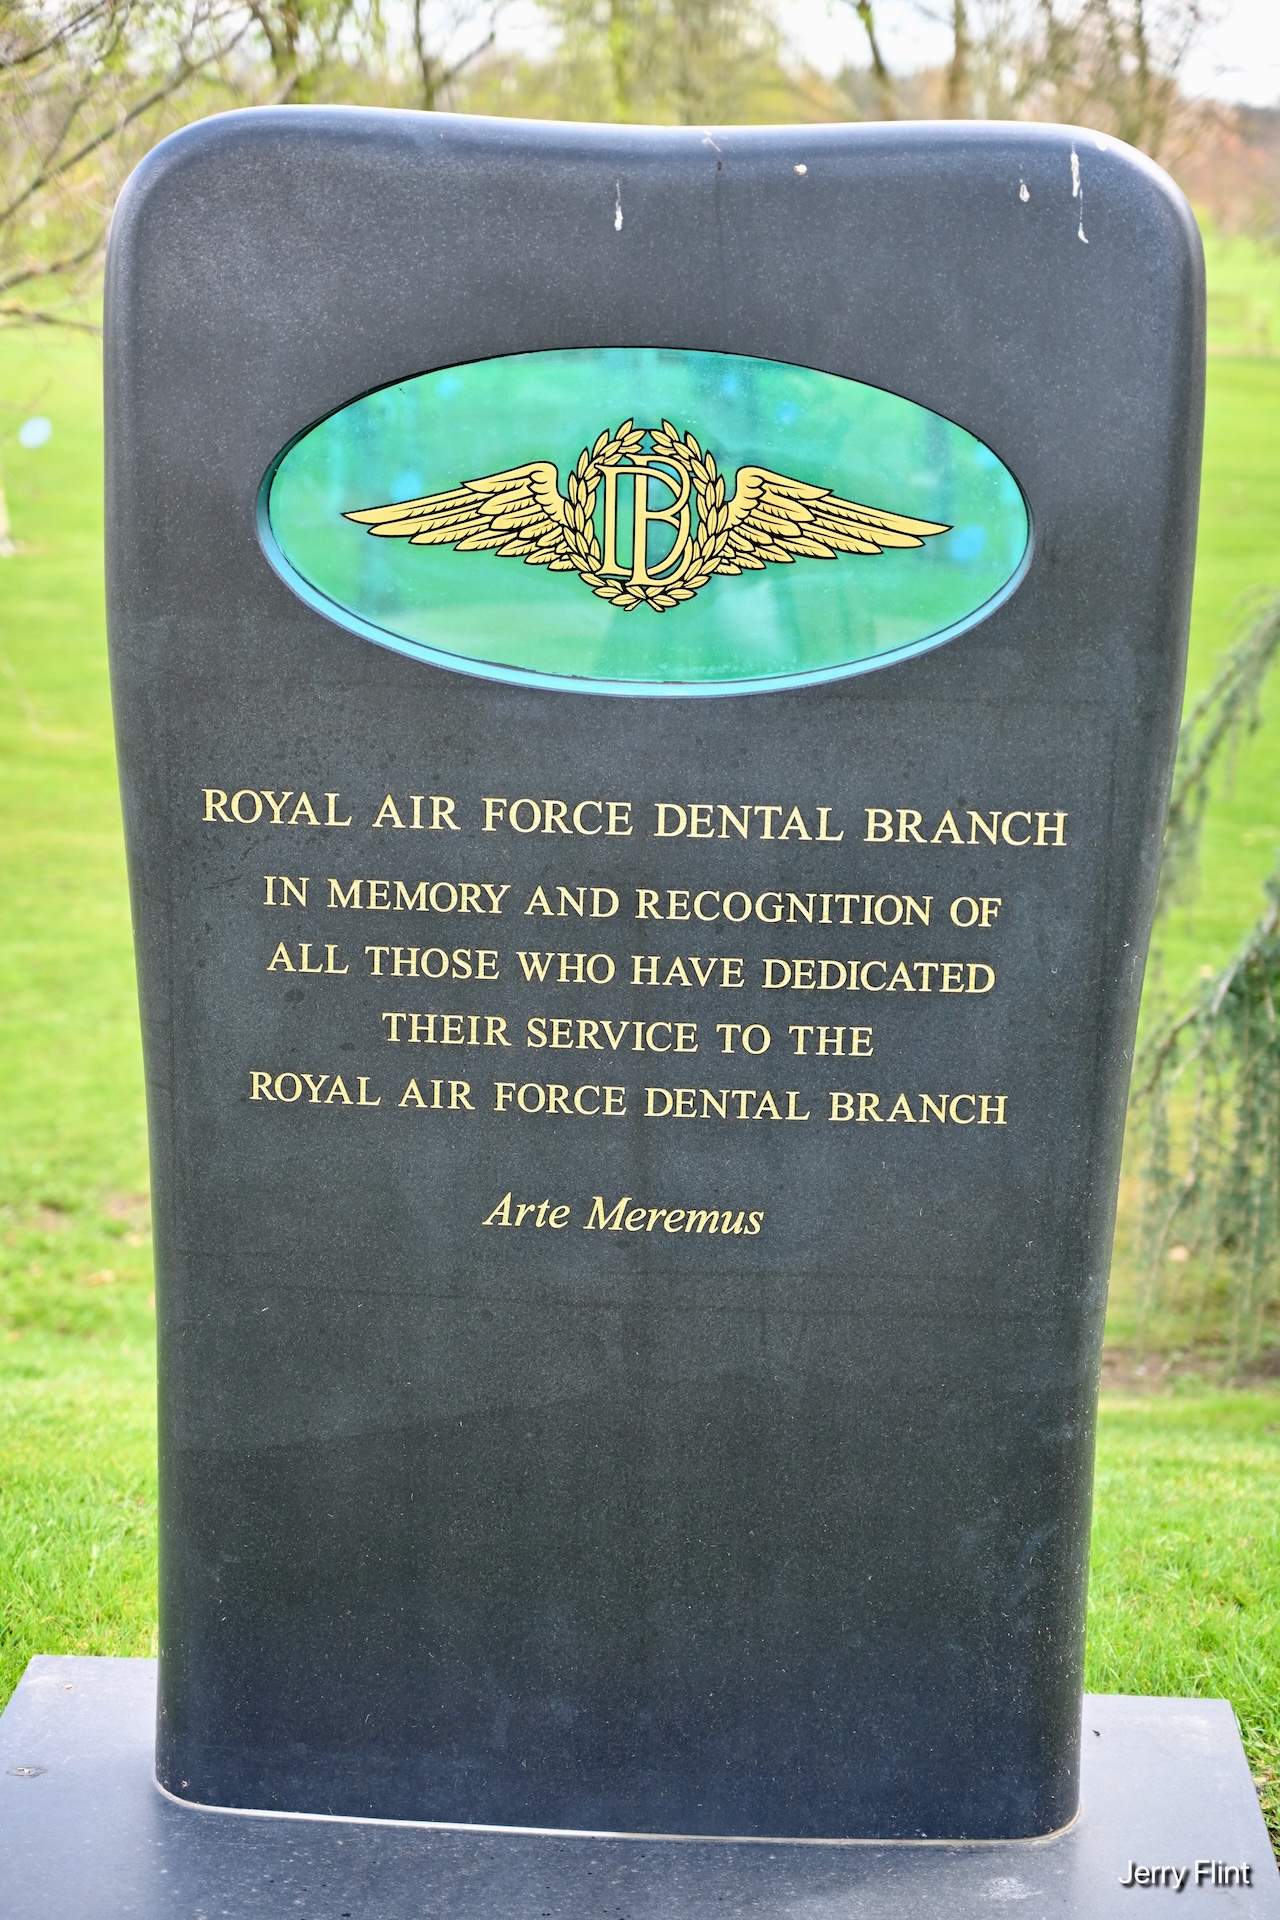 DB
ROYAL AIR FORCE DENTAL BRANCH
IN MEMORY AND RECOGNITION OF
ALL THOSE WHO HAVE DEDICATED
THEIR SERVICE TO THE
ROYAL AIR FORCE DENTAL BRANCH
Arte Meremus
Jerry Flint